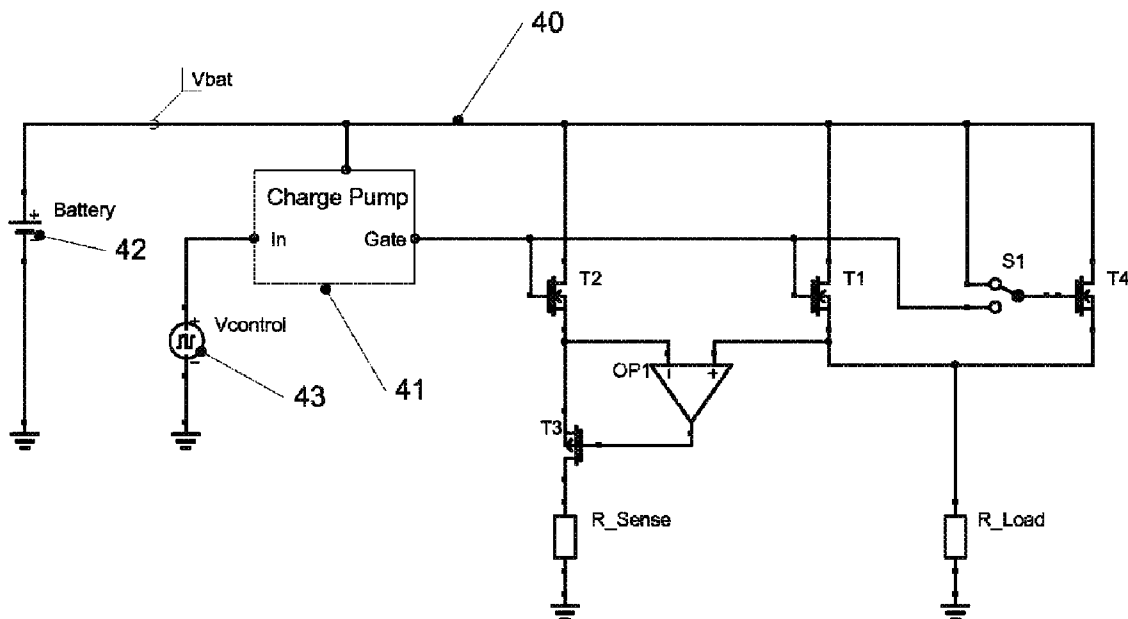 40
Vbat
Charge Pump
Battery
In
Gate
42
S1
T2
T1
T4
+
Vcontrol
43
41
OP1
- +
T3
R_Sense
R_Load